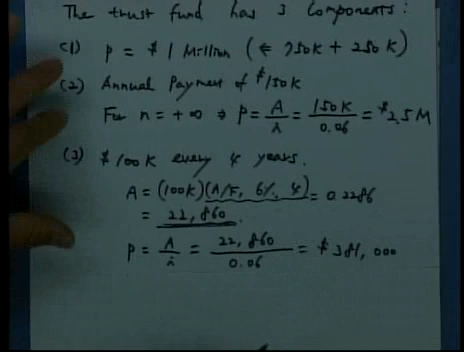 The trust fund has 3 Components:
(1) P = $1 Million (← 750K + 250K)
(2) Annual Payment of $150K
For n = +∞ ⇒ P = A/i = 150K/0.06 = $2.5M
(3) $100K every 4 years.
A = (100K)(A/F, 6%, 4) = 0.2286
= 22,860.
P = A/i = 22,860/0.06 = $381,000